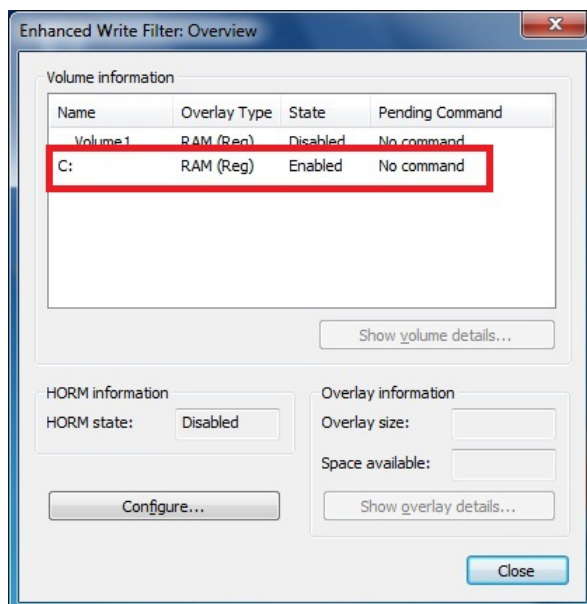 Enhanced Write Filter: Overview
Volume information
Name Overlay Type State Pending Command
Volume1 RAM (Reg) Disabled No command
C: RAM (Reg) Enabled No command
Show volume details...
HORM information
HORM state: Disabled
Overlay information
Overlay size:
Space available:
Configure...
Show overlay details...
Close